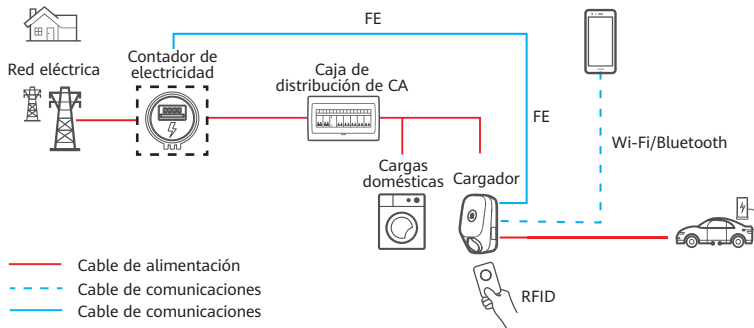 FE
Red eléctrica
Contador de
electricidad
Caja de
distribución de CA
FE
Wi-Fi/Bluetooth
Cargas
domésticas
Cargador
RFID
Cable de alimentación
Cable de comunicaciones
Cable de comunicaciones